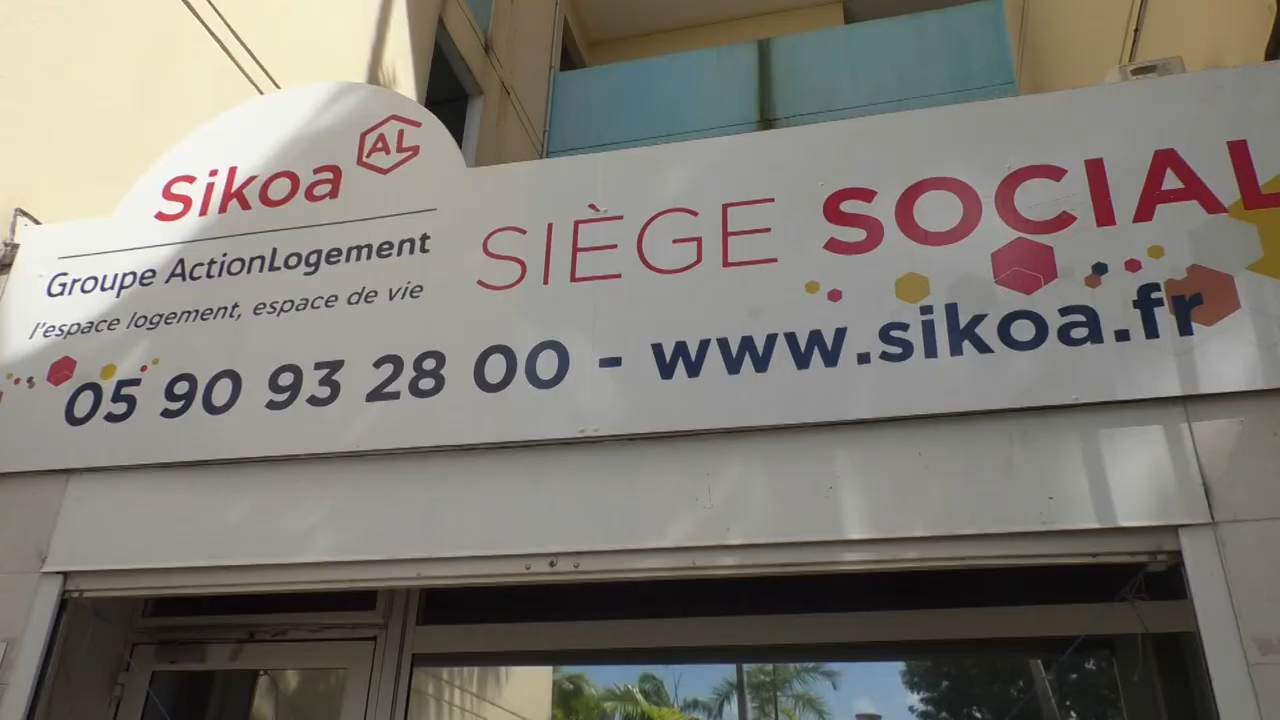 Sikoa AL
Groupe ActionLogement
l'espace logement, espace de vie
SIÈGE SOCIAL
05 90 93 28 00 - www.sikoa.fr